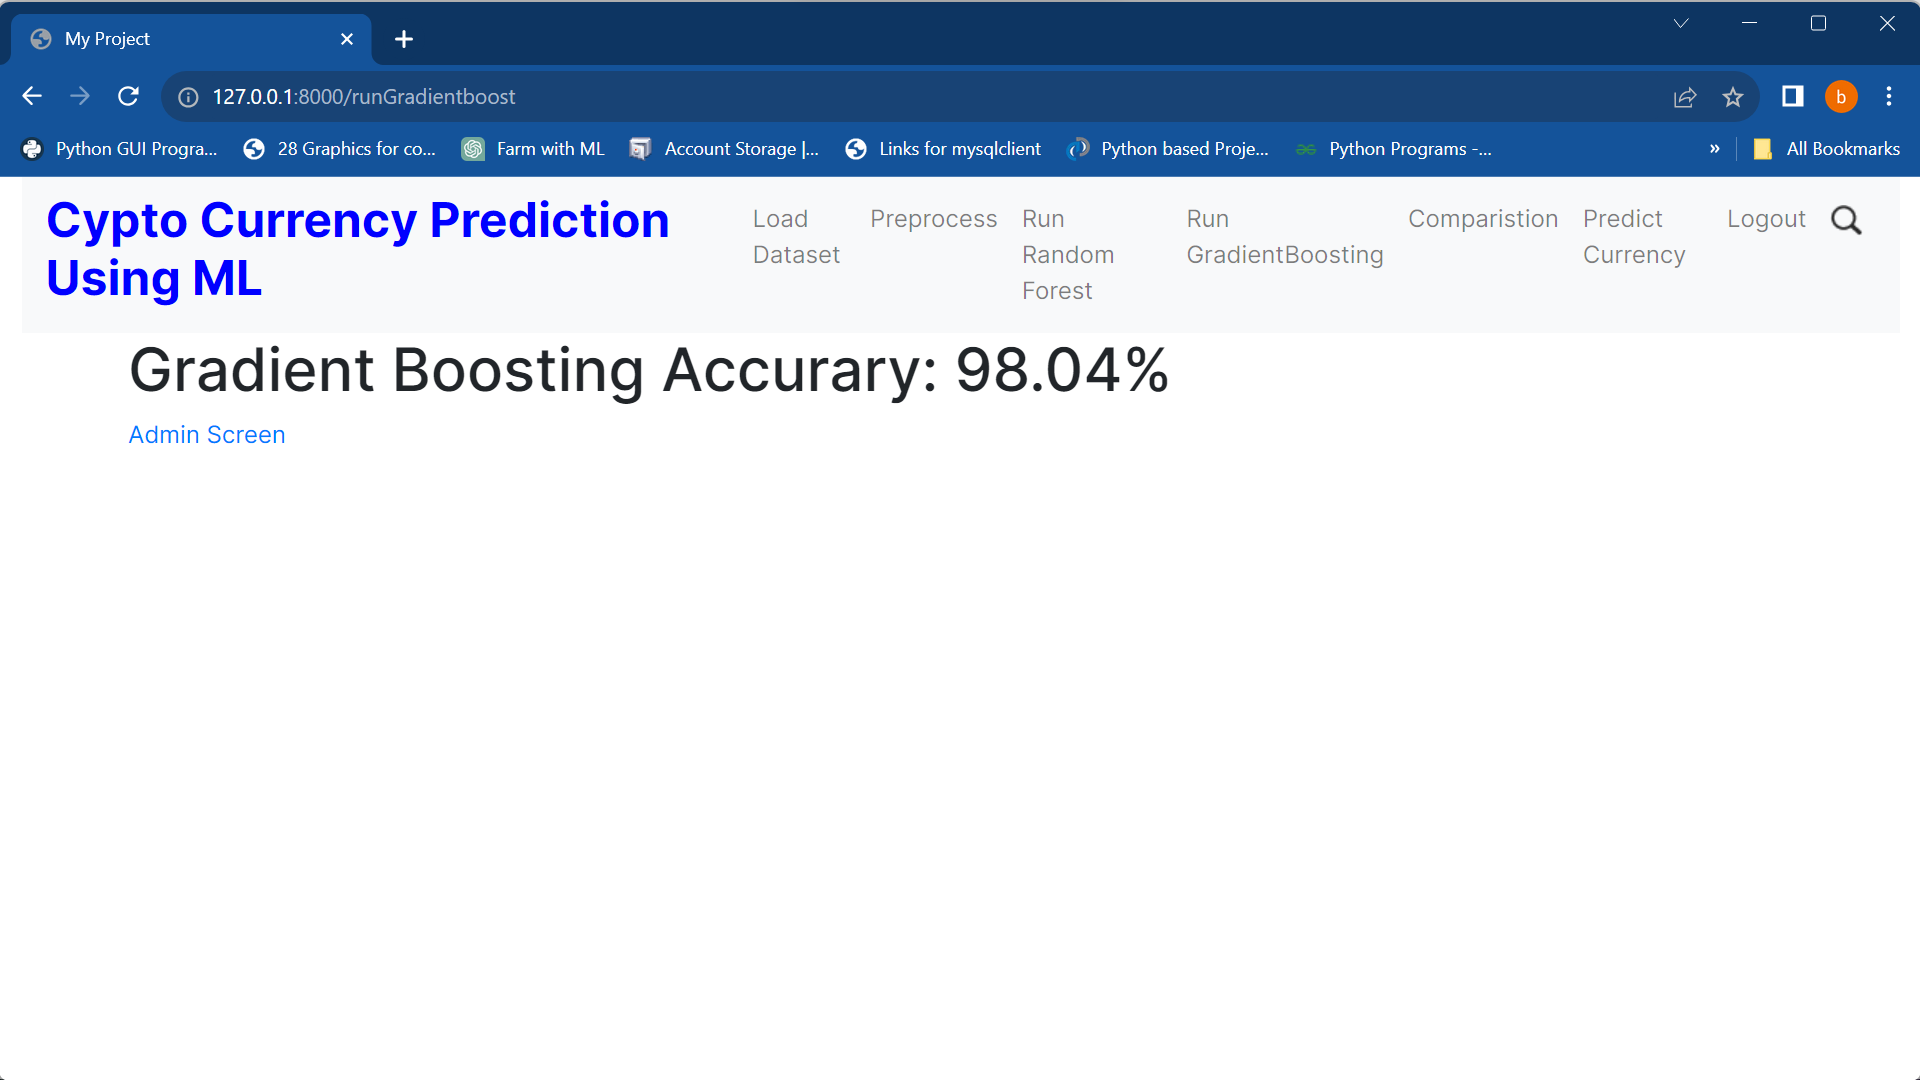 My Project
127.0.0.1:8000/runGradientboost
b
Python GUI Progra...
28 Graphics for co...
Farm with ML
Account Storage |...
Links for mysqlclient
Python based Proje...
Python Programs -...
»
All Bookmarks
Cypto Currency Prediction
Using ML
Load
Dataset
Preprocess
Run
Random
Forest
Run
GradientBoosting
Comparistion
Predict
Currency
Logout
Gradient Boosting Accurary: 98.04%
Admin Screen